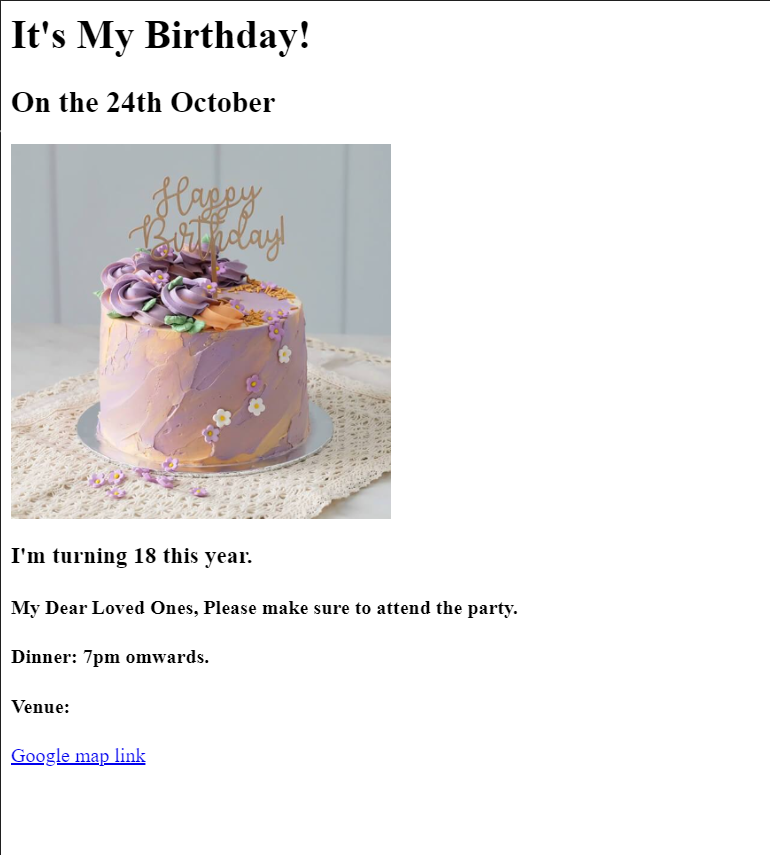 It's My Birthday!
On the 24th October
Happy
Birthday!
I'm turning 18 this year.
My Dear Loved Ones, Please make sure to attend the party.
Dinner: 7pm omwards.
Venue:
Google map link